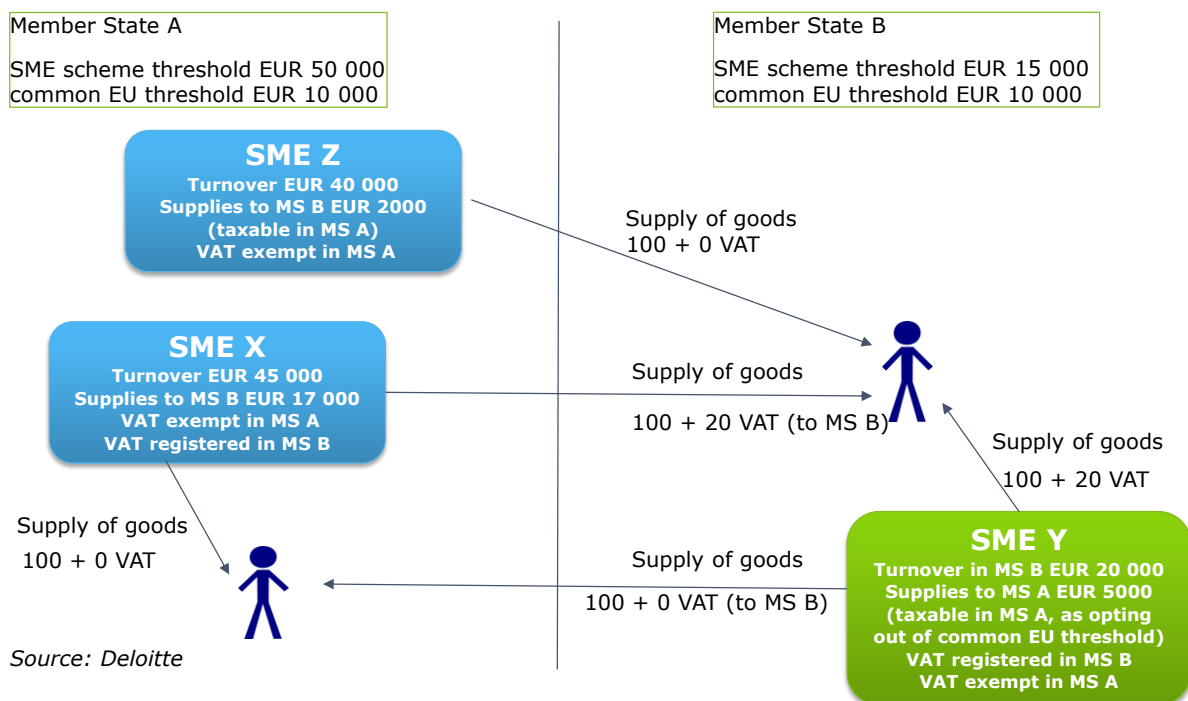 Member State A
SME scheme threshold EUR 50 000
common EU threshold EUR 10 000
Member State B
SME scheme threshold EUR 15 000
common EU threshold EUR 10 000
SME Z
Turnover EUR 40 000
Supplies to MS B EUR 2000
(taxable in MS A)
VAT exempt in MS A
Supply of goods
100 + 0 VAT
SME X
Turnover EUR 45 000
Supplies to MS B EUR 17 000
VAT exempt in MS A
VAT registered in MS B
Supply of goods
100 + 20 VAT (to MS B)
Supply of goods
100 + 20 VAT
Supply of goods
100 + 0 VAT
Supply of goods
100 + 0 VAT (to MS B)
SME Y
Turnover in MS B EUR 20 000
Supplies to MS A EUR 5000
(taxable in MS A, as opting
out of common EU threshold)
VAT registered in MS B
VAT exempt in MS A
Source: Deloitte